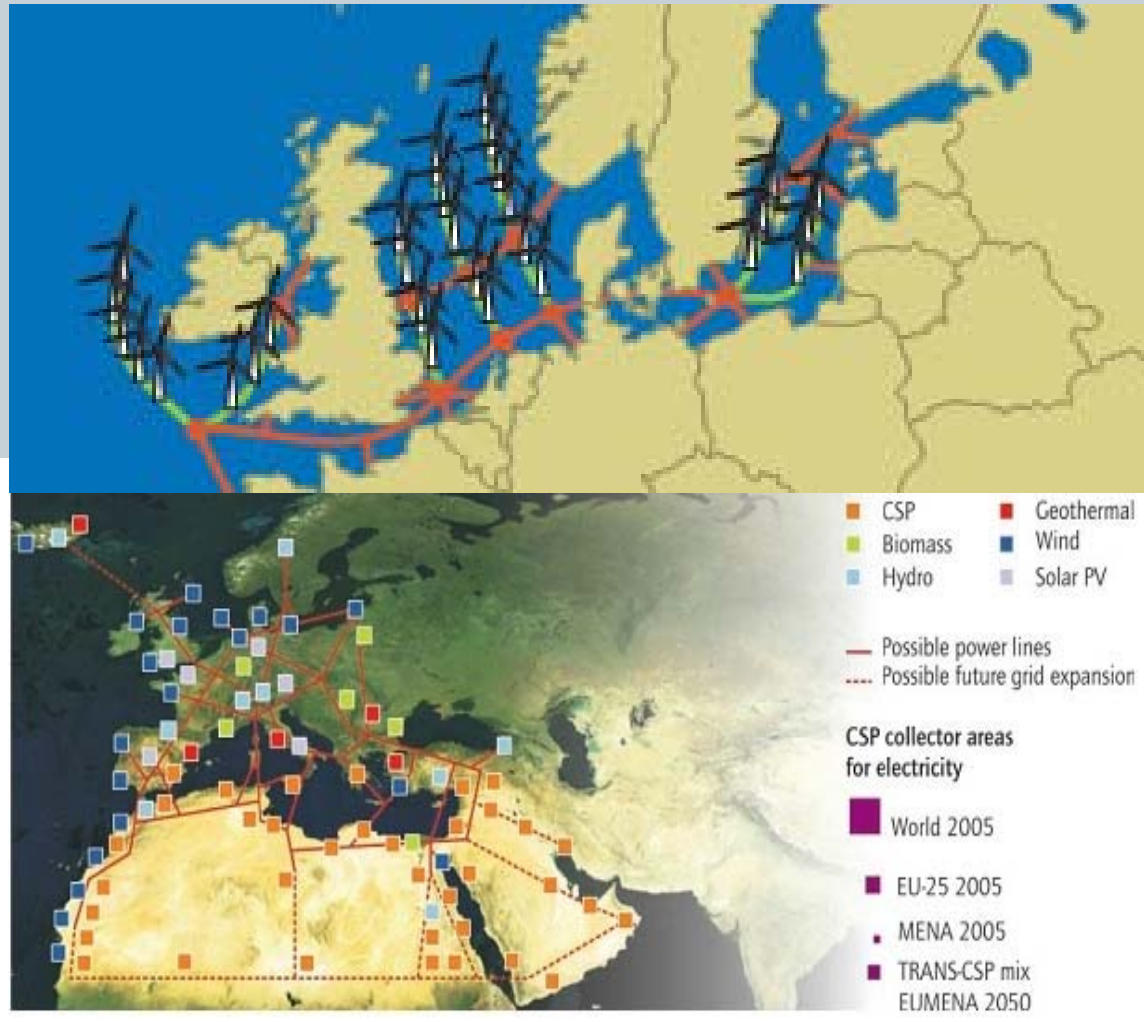 CSP
Geothermal
Biomass
Wind
Hydro
Solar PV
Possible power lines
Possible future grid expansion
CSP collector areas
for electricity
World 2005
EU-25 2005
MENA 2005
TRANS-CSP mix
EUMENA 2050